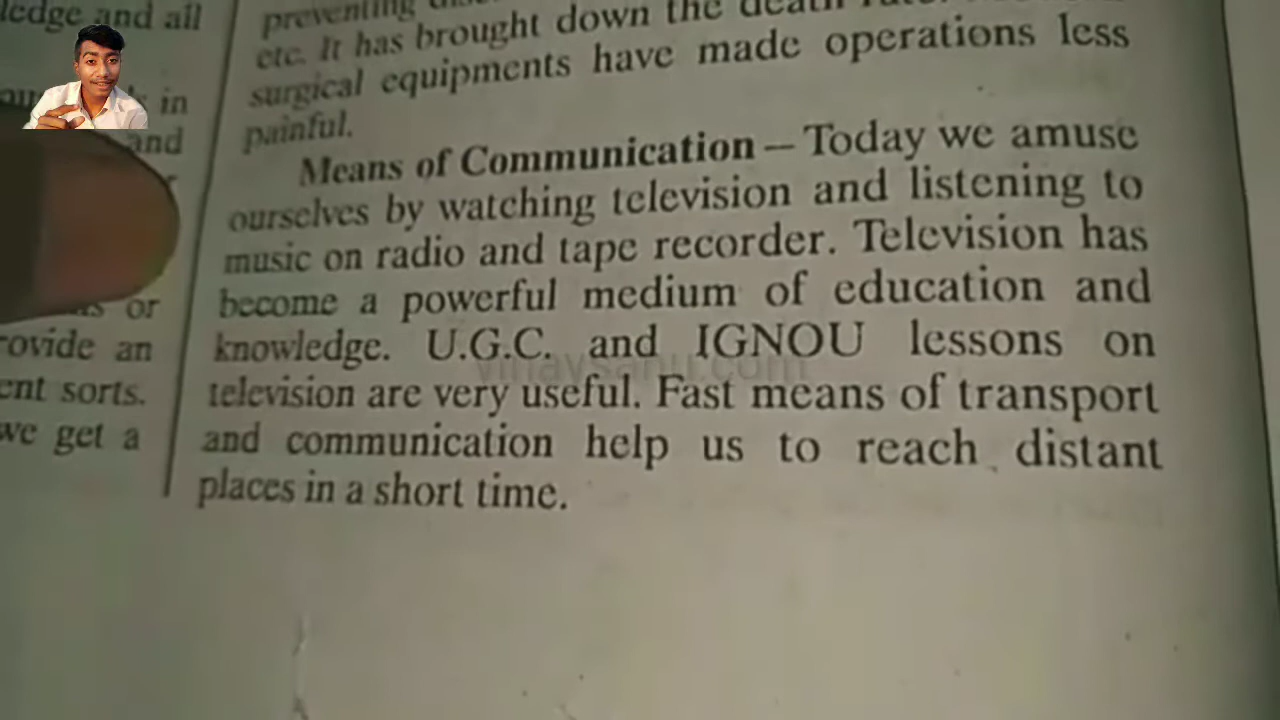 ledge and all
in
and
or
rovide an
ent sorts.
we get a
preventing
etc. It has brought down the death
surgical equipments have made operations less
painful.
Means of Communication – Today we amuse
ourselves by watching television and listening to
music on radio and tape recorder. Television has
become a powerful medium of education and
knowledge. U.G.C. and IGNOU lessons on
television are very useful. Fast means of transport
and communication help us to reach distant
places in a short time.
vinaysahu.com